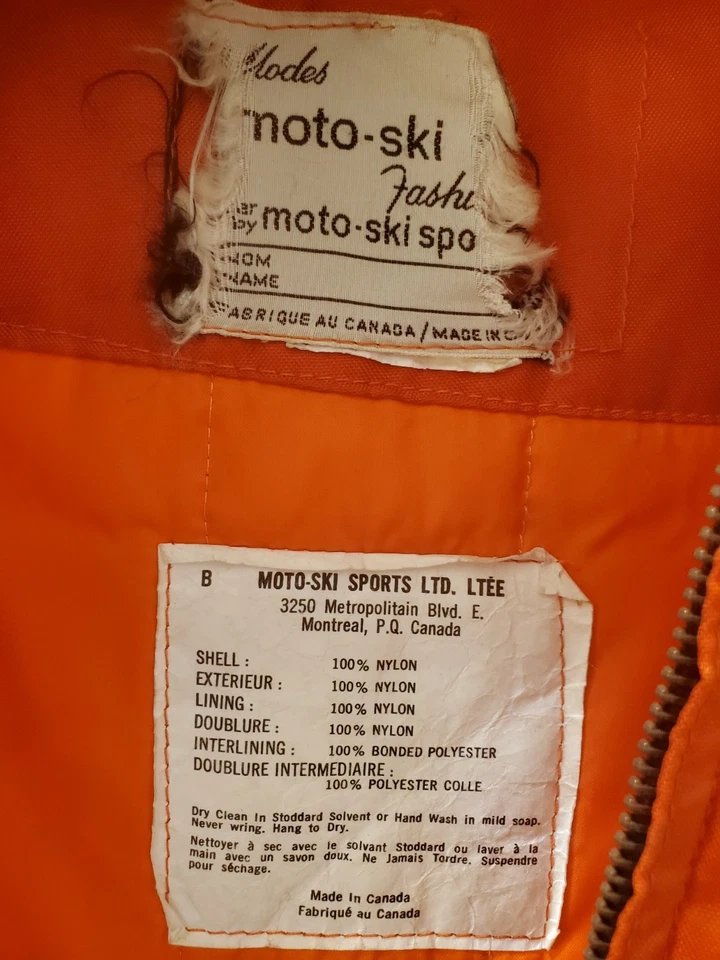 Modes
moto-ski
Fashi
par
by moto-ski spo
NOM
NAME
FABRIQUE AU CANADA / MADE IN C
B MOTO-SKI SPORTS LTD. LTÉE
3250 Metropolitain Blvd. E.
Montreal, P.Q. Canada
SHELL : 100% NYLON
EXTERIEUR : 100% NYLON
LINING : 100% NYLON
DOUBLURE : 100% NYLON
INTERLINING : 100% BONDED POLYESTER
DOUBLURE INTERMEDIAIRE :
100% POLYESTER COLLE
Dry Clean In Stoddard Solvent or Hand Wash in mild soap.
Never wring. Hang to Dry.
Nettoyer à sec avec le solvant Stoddard ou laver à la
main avec un savon doux. Ne Jamais Tordre. Suspendre
pour séchage.
Made In Canada
Fabriqué au Canada